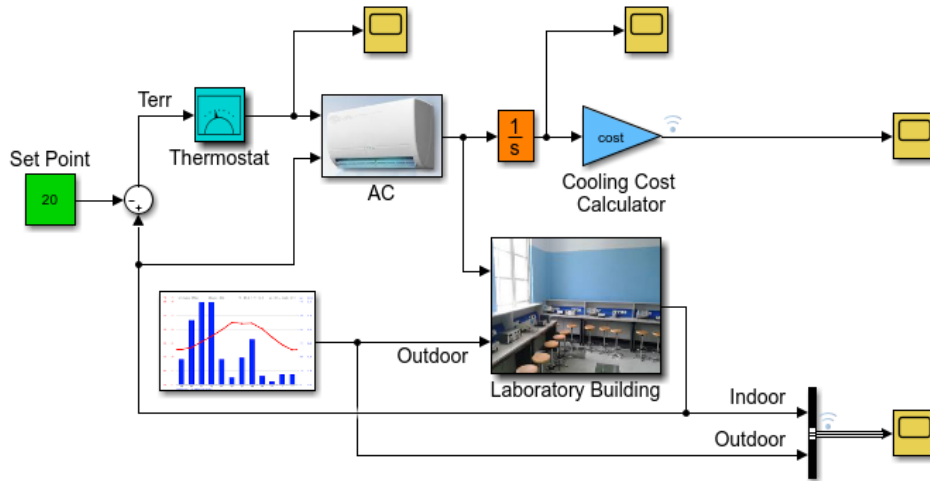 Terr
Thermostat
Set Point
20
-
+
AC
1
s
cost
Cooling Cost
Calculator
Outdoor
Laboratory Building
Indoor
Outdoor